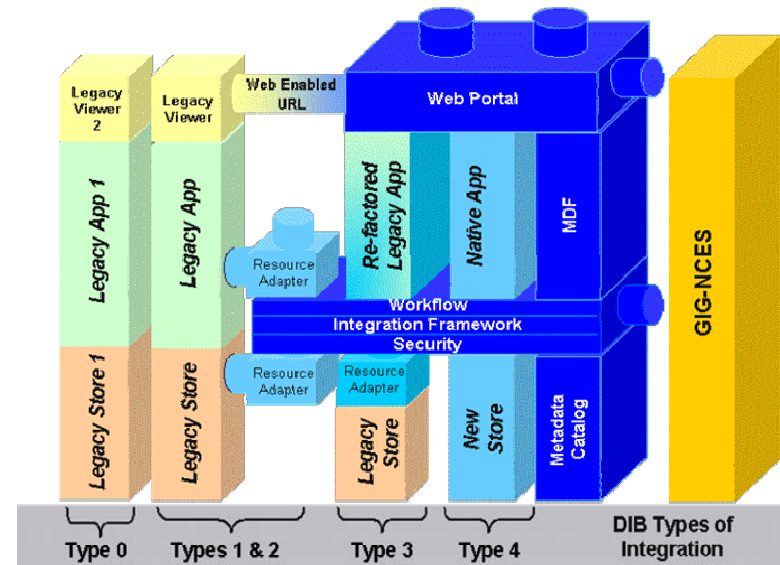 Legacy
Viewer
2
Legacy
Viewer
Web Enabled
URL
Web Portal
Legacy App 1
Legacy App
Re-factored
Legacy App
Native App
MDF
GIG-NCES
Resource
Adapter
Workflow
Integration Framework
Security
Resource
Adapter
Resource
Adapter
Legacy Store 1
Legacy Store
Legacy
Store
New
Store
Metadata
Catalog
Type 0
Types 1 & 2
Type 3
Type 4
DIB Types of
Integration